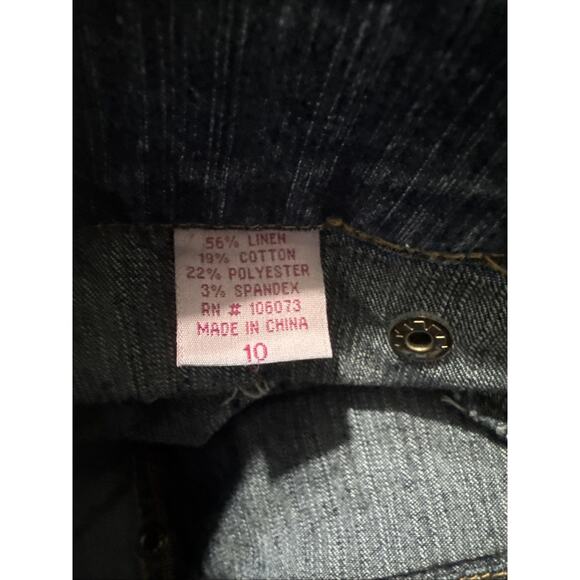 56% LINEN
19% COTTON
22% POLYESTER
3% SPANDEX
RN # 106073
MADE IN CHINA
10